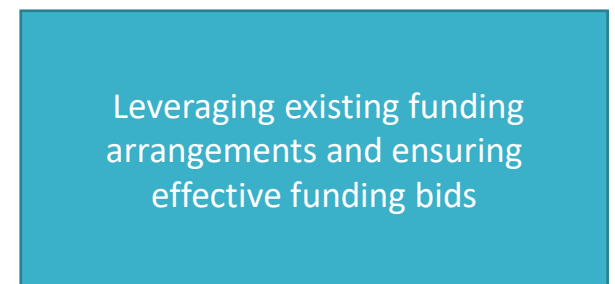 Leveraging existing funding
arrangements and ensuring
effective funding bids